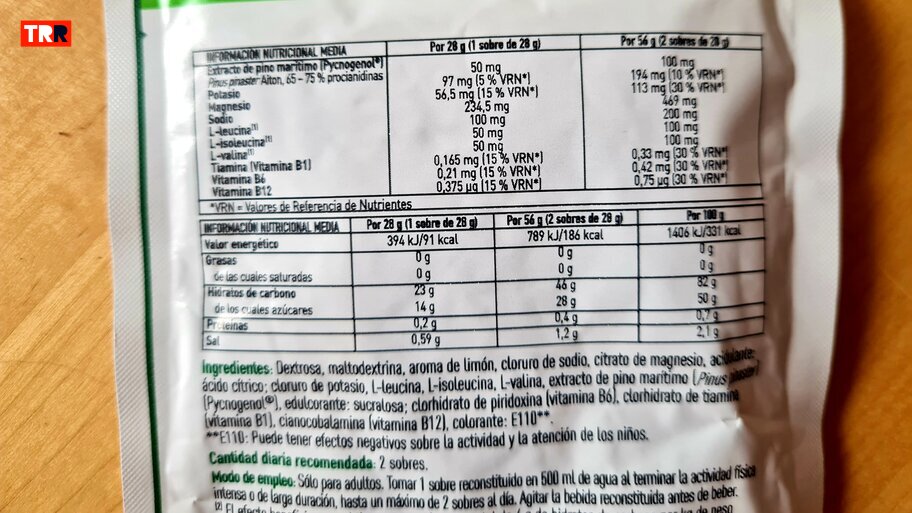 TRR
INFORMACIÓN NUTRICIONAL MEDIA Por 28 g (1 sobre de 28 g) Por 56 g (2 sobres de 28 g)
Extracto de pino marítimo (Pycnogenol®) 50 mg 100 mg
Pinus pinaster Aiton, 65 - 75 % procianidinas
Potasio 97 mg (5 % VRN*) 194 mg (10 % VRN*)
Magnesio 56,5 mg (15 % VRN*) 113 mg (30 % VRN*)
Sodio 234,5 mg 469 mg
L-leucina(1) 100 mg 200 mg
L-isoleucina(1) 50 mg 100 mg
L-valina(1) 50 mg 100 mg
Tiamina (Vitamina B1) 0,165 mg (15 % VRN*) 0,33 mg (30 % VRN*)
Vitamina B6 0,21 mg (15 % VRN*) 0,42 mg (30 % VRN*)
Vitamina B12 0,375 µg (15 % VRN*) 0,75 µg (30 % VRN*)
*VRN = Valores de Referencia de Nutrientes
INFORMACIÓN NUTRICIONAL MEDIA Por 28 g (1 sobre de 28 g) Por 56 g (2 sobres de 28 g) Por 100 g
Valor energético 394 kJ/91 kcal 789 kJ/186 kcal 1406 kJ/331 kcal
Grasas 0 g 0 g 0 g
de las cuales saturadas 0 g 0 g 0 g
Hidratos de carbono 23 g 46 g 82 g
de los cuales azúcares 14 g 28 g 50 g
Proteínas 0,2 g 0,4 g 0,7 g
Sal 0,59 g 1,2 g 2,1 g
Ingredientes: Dextrosa, maltodextrina, aroma de limón, cloruro de sodio, citrato de magnesio, acidulante:
ácido cítrico; cloruro de potasio, L-leucina, L-isoleucina, L-valina, extracto de pino marítimo (Pinus pinaster)
(Pycnogenol®), edulcorante: sucralosa; clorhidrato de piridoxina (vitamina B6), clorhidrato de tiamina
(vitamina B1), cianocobalamina (vitamina B12), colorante: E110**.
**E110: Puede tener efectos negativos sobre la actividad y la atención de los niños.
Cantidad diaria recomendada: 2 sobres.
Modo de empleo: Sólo para adultos. Tomar 1 sobre reconstituido en 500 ml de agua al terminar la actividad física
intensa o de larga duración, hasta un máximo de 2 sobres al día. Agitar la bebida reconstituida antes de beber.
(2) El efecto